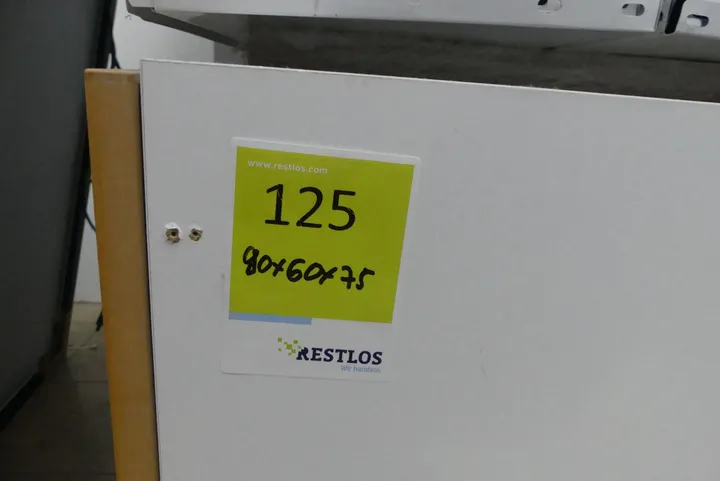 www.restlos.com
125
80x60x75
RESTLOS
Wir handeln.